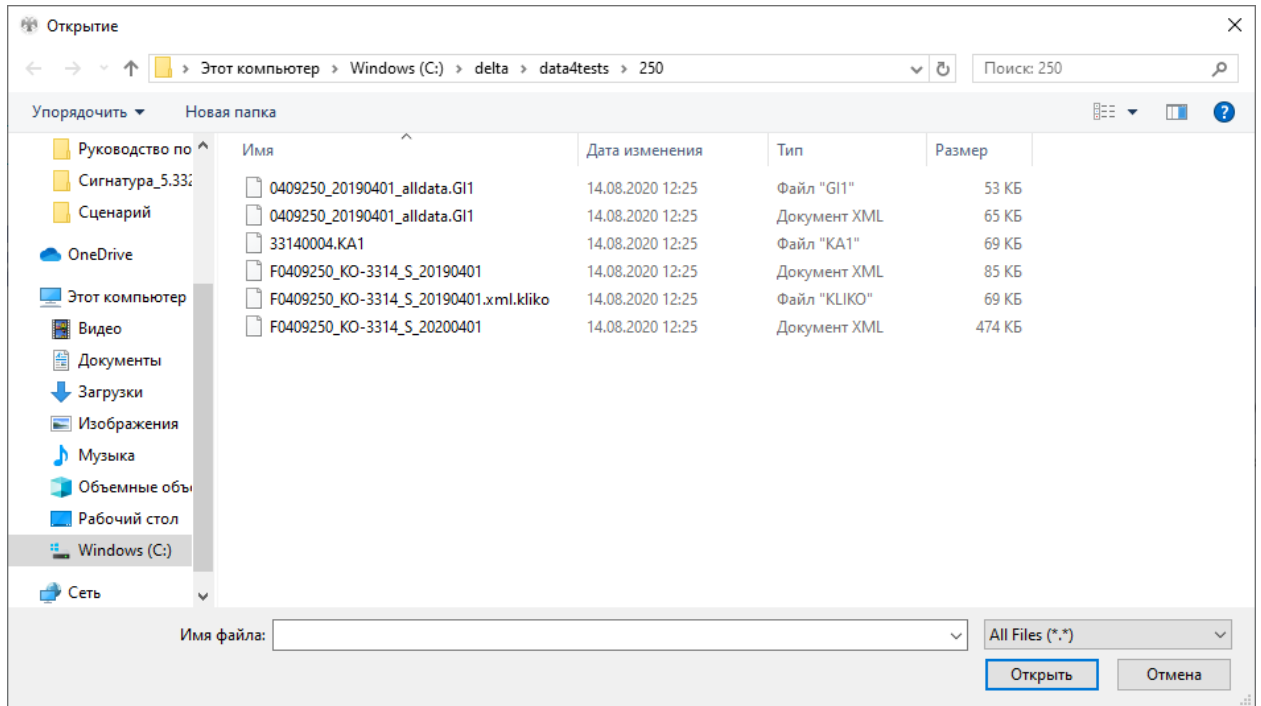 Открытие
Этот компьютер > Windows (C:) > delta > data4tests > 250
Поиск: 250
Упорядочить Новая папка
Руководство по
Сигнатура_5.332
Сценарий
OneDrive
Этот компьютер
Видео
Документы
Загрузки
Изображения
Музыка
Объемные объ
Рабочий стол
Windows (C:)
Сеть
Имя Дата изменения Тип Размер
0409250_20190401_alldata.GI1 14.08.2020 12:25 Файл "GI1" 53 КБ
0409250_20190401_alldata.GI1 14.08.2020 12:25 Документ XML 65 КБ
33140004.KA1 14.08.2020 12:25 Файл "KA1" 69 КБ
F0409250_KO-3314_S_20190401 14.08.2020 12:25 Документ XML 85 КБ
F0409250_KO-3314_S_20190401.xml.kliko 14.08.2020 12:25 Файл "KLIKO" 69 КБ
F0409250_KO-3314_S_20200401 14.08.2020 12:25 Документ XML 474 КБ
Имя файла: All Files (*.*)
Открыть Отмена